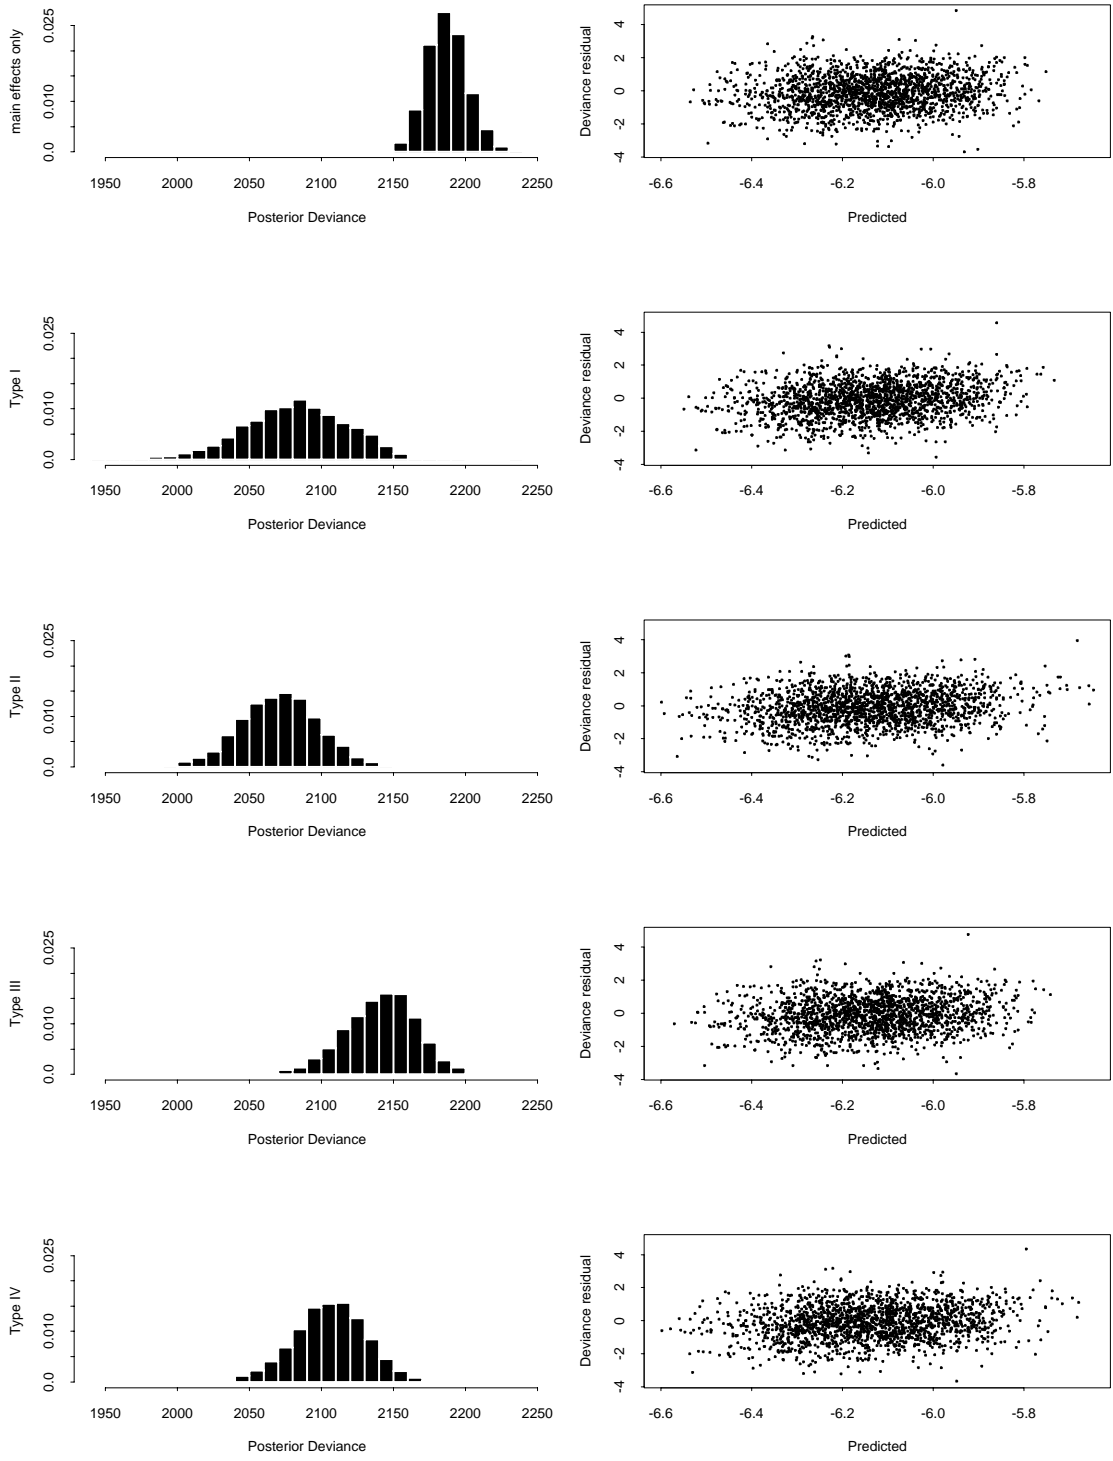 main effects only
0.0 0.010 0.025
1950 2000 2050 2100 2150 2200 2250
Posterior Deviance
Deviance residual
-4 -2 0 2 4
-6.6 -6.4 -6.2 -6.0 -5.8
Predicted
Type I
0.0 0.010 0.025
1950 2000 2050 2100 2150 2200 2250
Posterior Deviance
Deviance residual
-4 -2 0 2 4
-6.6 -6.4 -6.2 -6.0 -5.8
Predicted
Type II
0.0 0.010 0.025
1950 2000 2050 2100 2150 2200 2250
Posterior Deviance
Deviance residual
-4 -2 0 2 4
-6.6 -6.4 -6.2 -6.0 -5.8
Predicted
Type III
0.0 0.010 0.025
1950 2000 2050 2100 2150 2200 2250
Posterior Deviance
Deviance residual
-4 -2 0 2 4
-6.6 -6.4 -6.2 -6.0 -5.8
Predicted
Type IV
0.0 0.010 0.025
1950 2000 2050 2100 2150 2200 2250
Posterior Deviance
Deviance residual
-4 -2 0 2 4
-6.6 -6.4 -6.2 -6.0 -5.8
Predicted